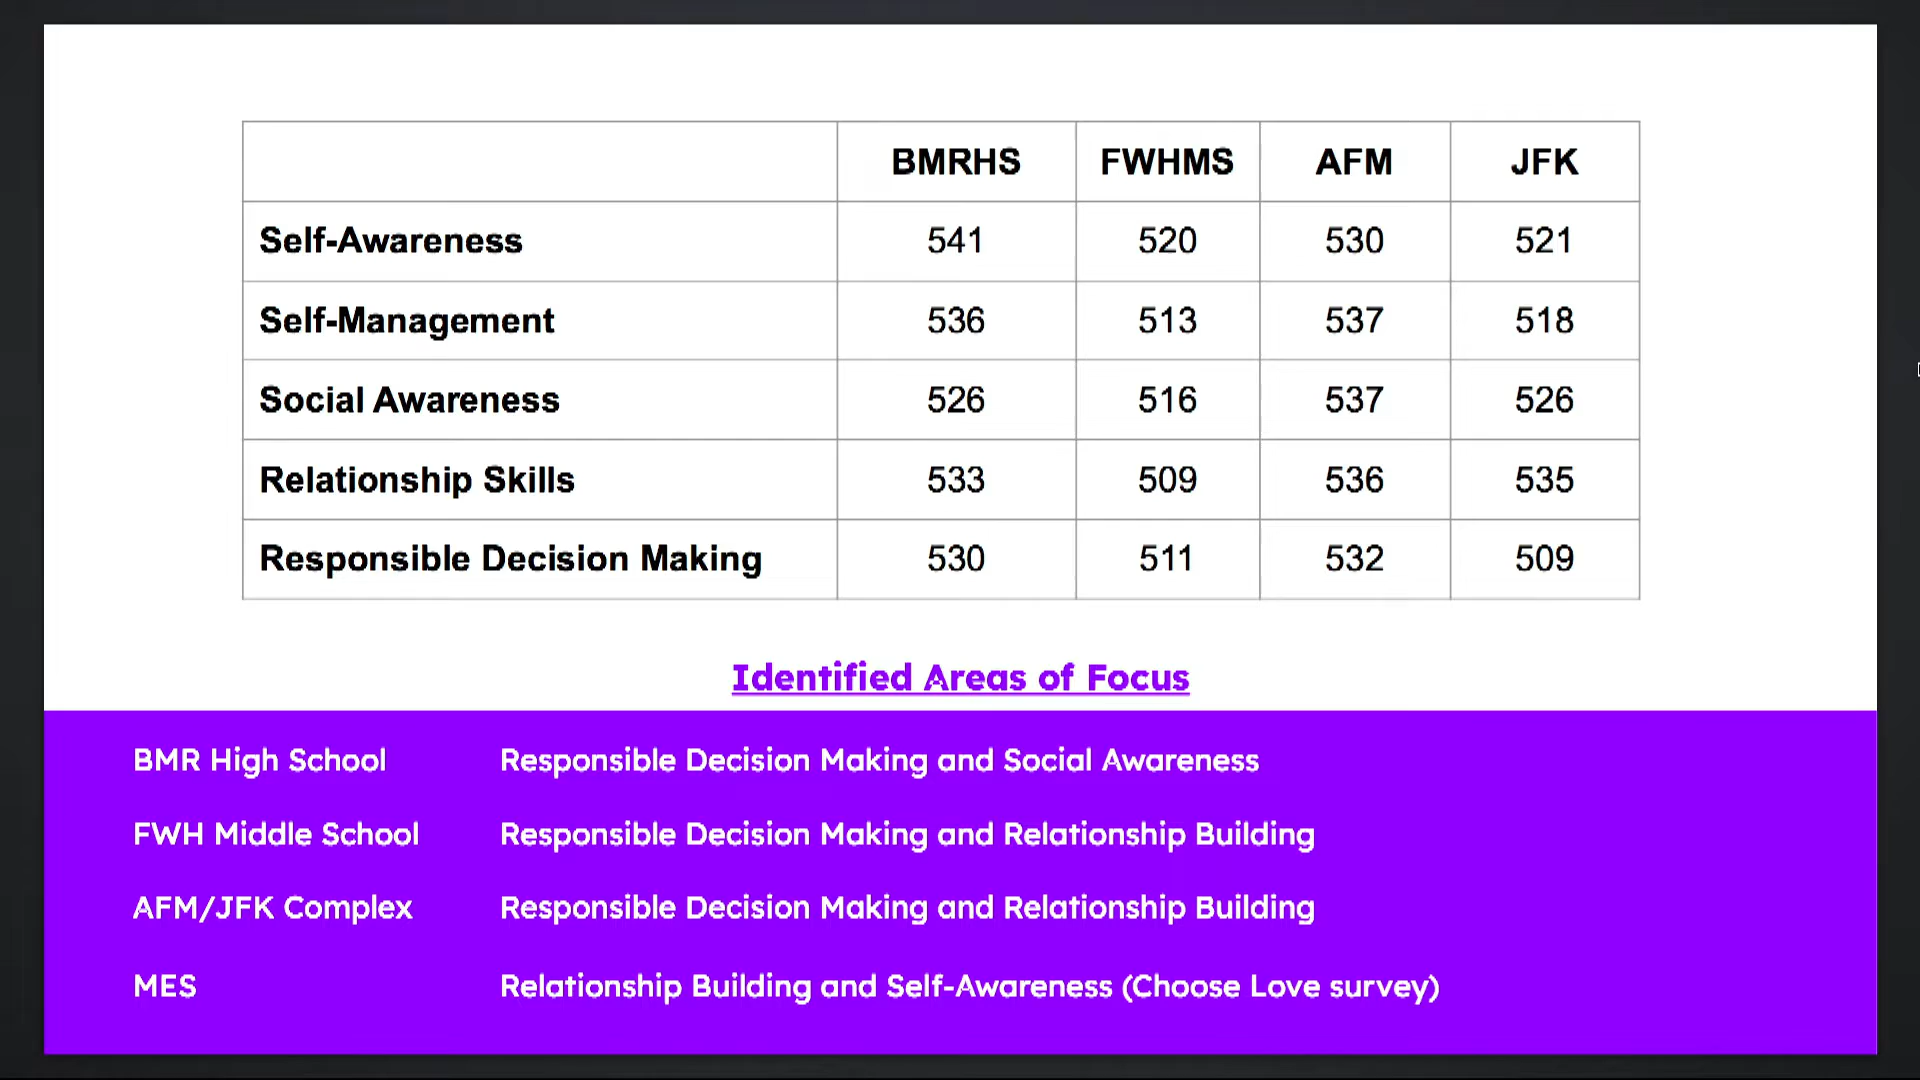 BMRHS FWHMS AFM JFK
Self-Awareness 541 520 530 521
Self-Management 536 513 537 518
Social Awareness 526 516 537 526
Relationship Skills 533 509 536 535
Responsible Decision Making 530 511 532 509
Identified Areas of Focus
BMR High School Responsible Decision Making and Social Awareness
FWH Middle School Responsible Decision Making and Relationship Building
AFM/JFK Complex Responsible Decision Making and Relationship Building
MES Relationship Building and Self-Awareness (Choose Love survey)